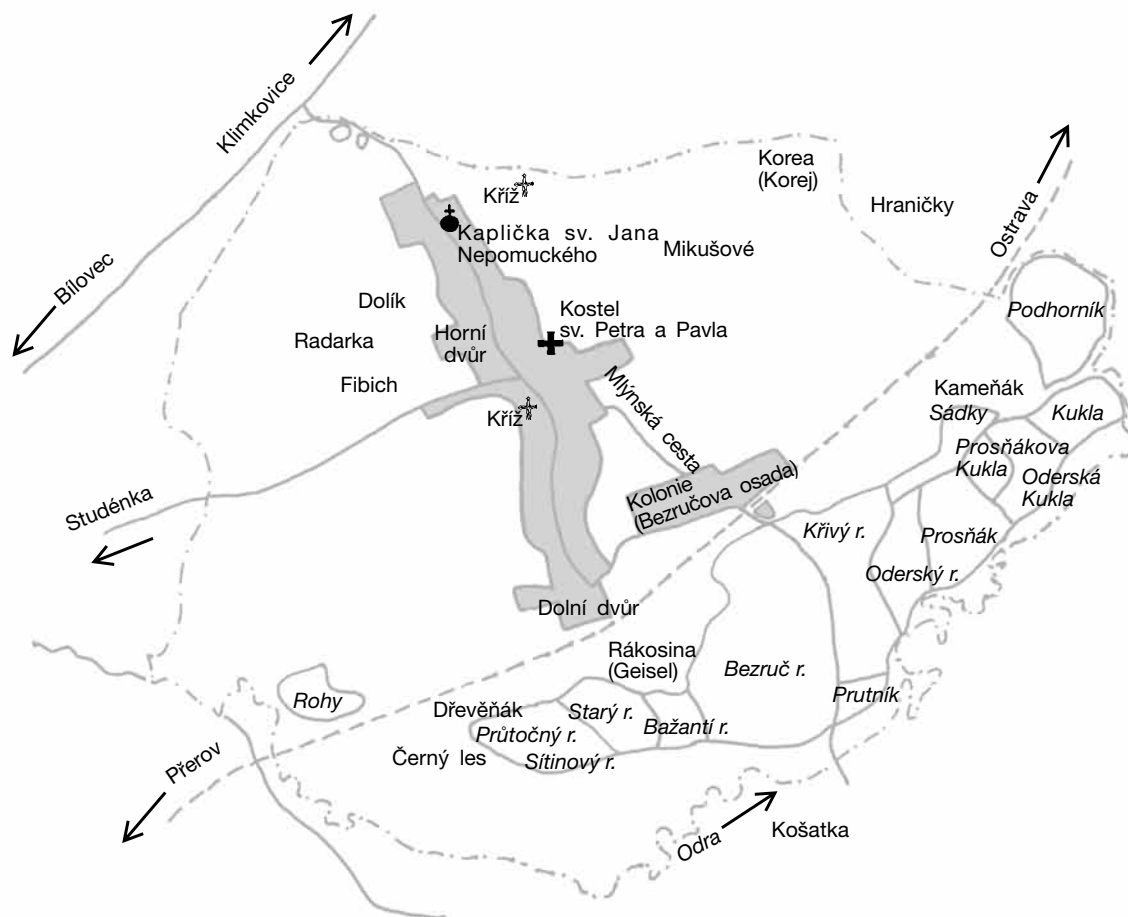 Klimkovice
Bílovec
Korea
(Korej)
Hraničky
Ostrava
Kříž
Kaplička sv. Jana
Nepomuckého
Mikušové
Dolík
Radarka
Fibich
Horní
dvůr
Kostel
sv. Petra a Pavla
Podhorník
Mlýnská cesta
Kříž
Kameňák
Sádky
Kukla
Prosňákova
Kukla
Oderská
Kukla
Studénka
Kolonie
(Bezručova osada)
Křivý r.
Prosňák
Oderský r.
Dolní dvůr
Rákosina
(Geisel)
Bezruč r.
Prutník
Rohy
Dřevěňák
Starý r.
Průtočný r.
Bažantí r.
Černý les
Sítinový r.
Přerov
Odra
Košatka